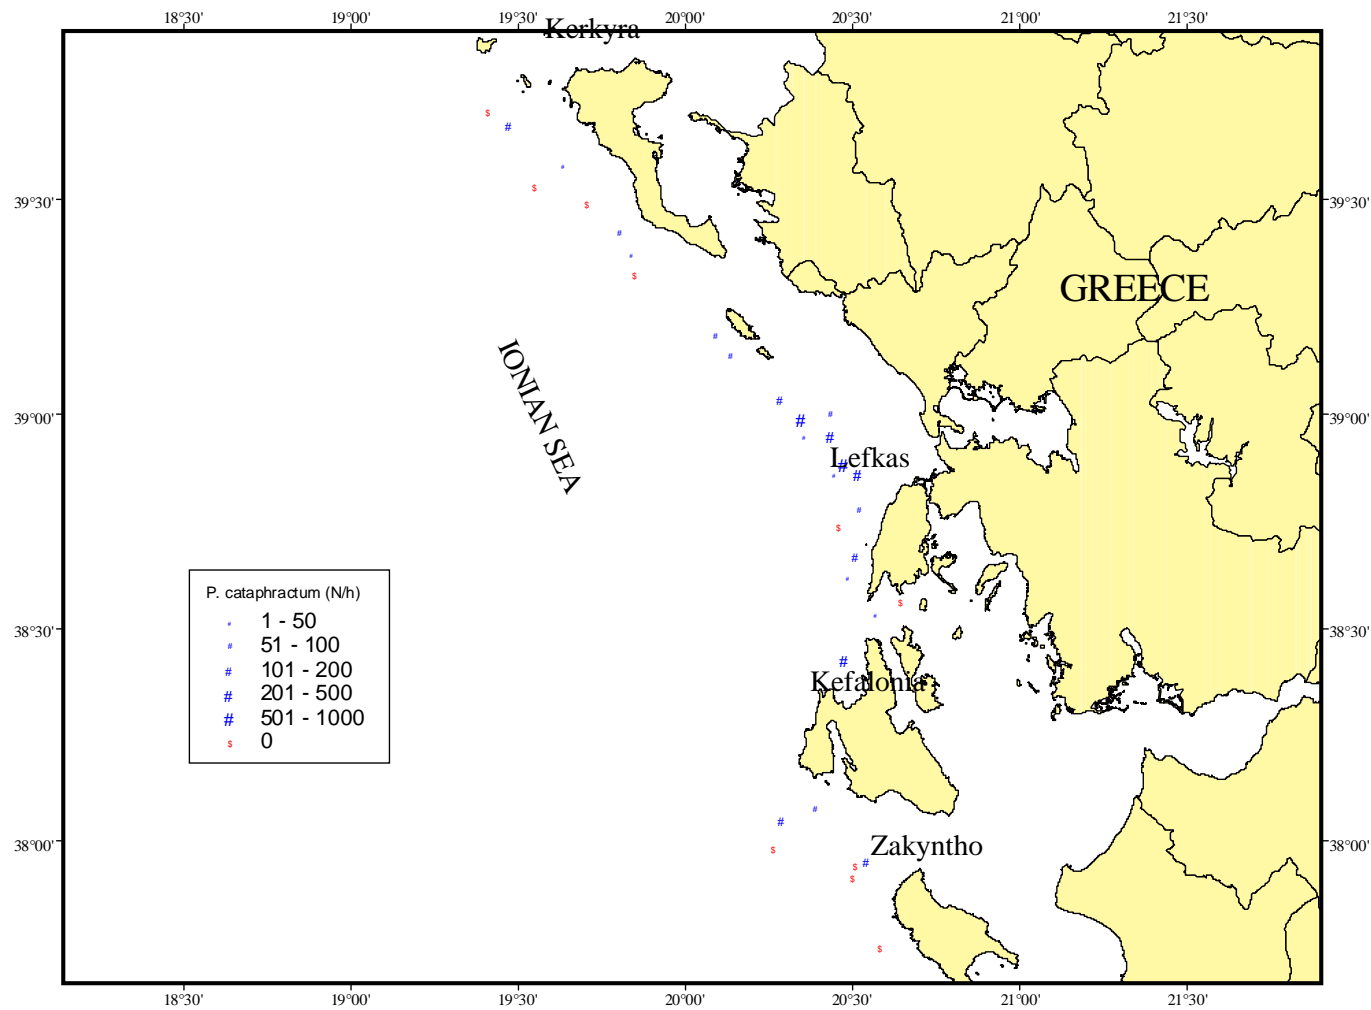 18°30' 19°00' 19°30' 20°00' 20°30' 21°00' 21°30'
Kerkyra
$
#
#
$
39°30' $ 39°30'
#
#
$
GREECE
#
#
IONIAN SEA
#
39°00' # # 39°00'
# #
# Lefkas
# #
#
$
#
#
P. cataphractum (N/h)
# 1 - 50
# 51 - 100
# 101 - 200
# 201 - 500
# 501 - 1000
$ 0
$
#
38°30' 38°30'
#
Kefalonia
#
#
38°00' 38°00'
$
Zakyntho
$ #
$
$
18°30' 19°00' 19°30' 20°00' 20°30' 21°00' 21°30'